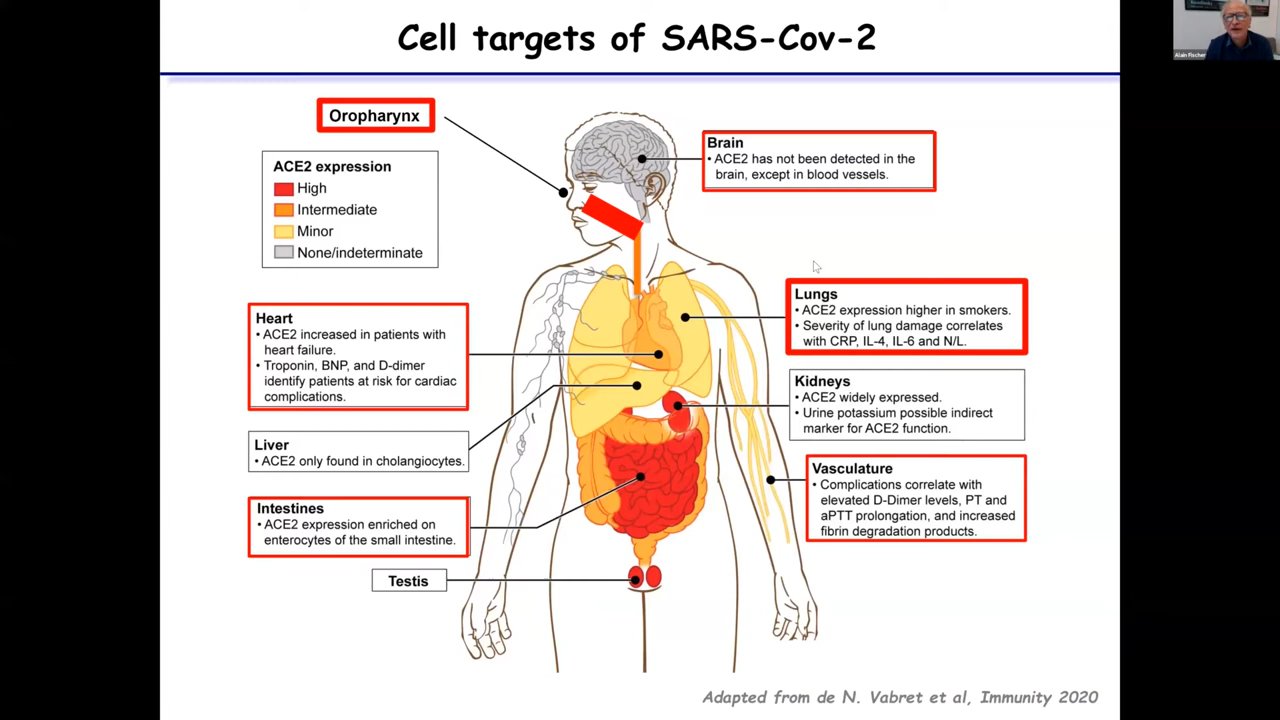 Cell targets of SARS-Cov-2
Alain Fischer
Oropharynx
ACE2 expression
High
Intermediate
Minor
None/indeterminate
Brain
• ACE2 has not been detected in the
brain, except in blood vessels.
Heart
• ACE2 increased in patients with
heart failure.
• Troponin, BNP, and D-dimer
identify patients at risk for cardiac
complications.
Lungs
• ACE2 expression higher in smokers.
• Severity of lung damage correlates
with CRP, IL-4, IL-6 and N/L.
Kidneys
• ACE2 widely expressed.
• Urine potassium possible indirect
marker for ACE2 function.
Liver
• ACE2 only found in cholangiocytes.
Vasculature
• Complications correlate with
elevated D-Dimer levels, PT and
aPTT prolongation, and increased
fibrin degradation products.
Intestines
• ACE2 expression enriched on
enterocytes of the small intestine.
Testis
Adapted from de N. Vabret et al, Immunity 2020